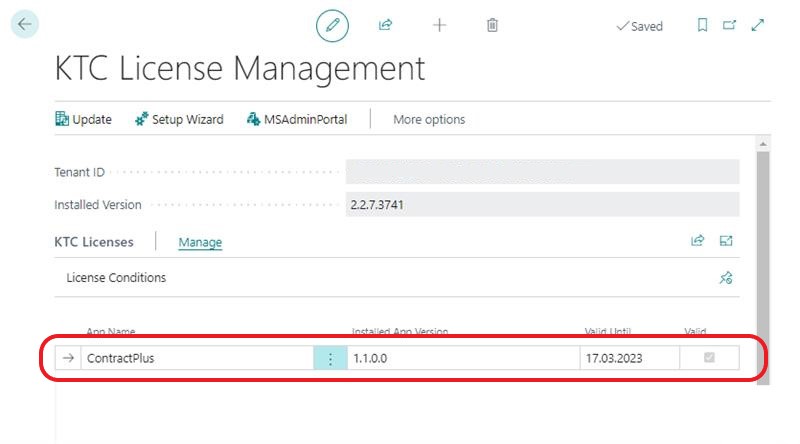 Saved
KTC License Management
Update Setup Wizard MSAdminPortal More options
Tenant ID
Installed Version 2.2.7.3741
KTC Licenses Manage
License Conditions
App Name Installed App Version Valid Until Valid
ContractPlus 1.1.0.0 17.03.2023